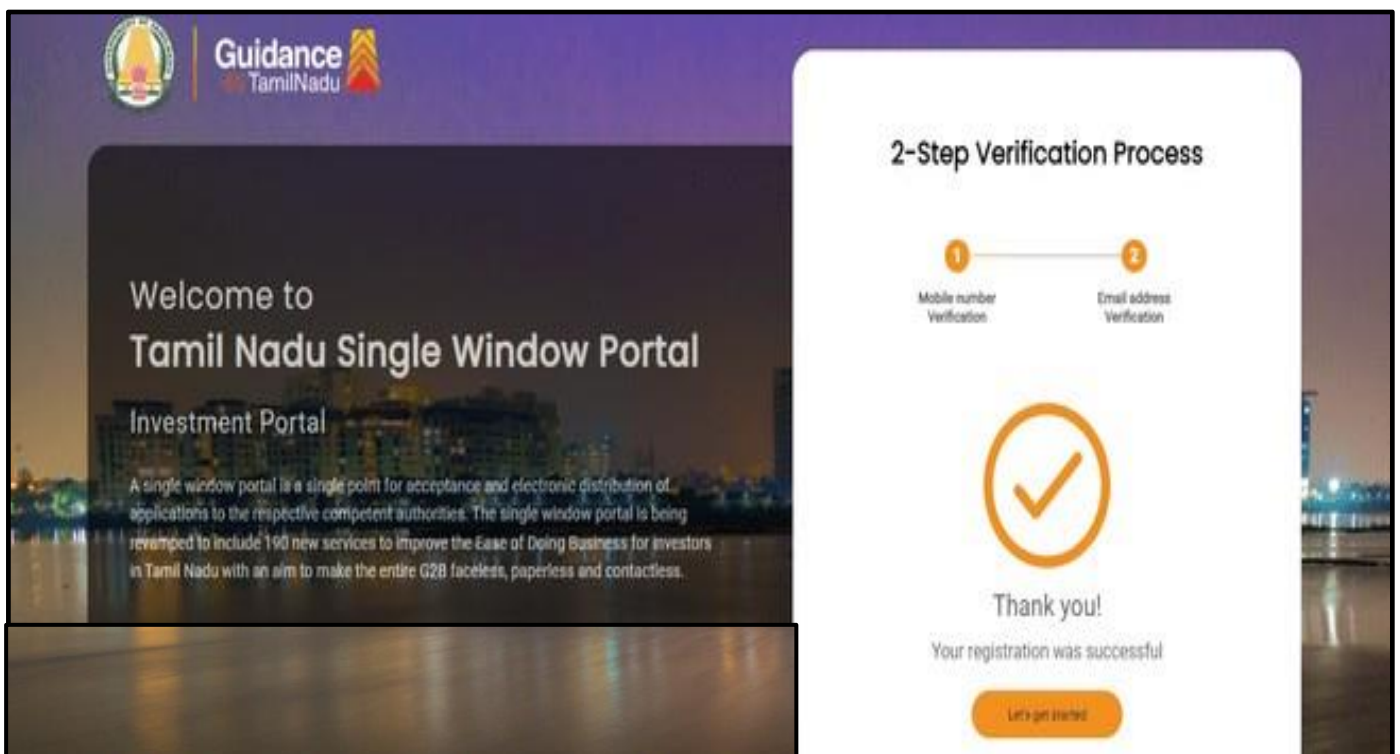 Guidance
TamilNadu
Welcome to
Tamil Nadu Single Window Portal
Investment Portal
A single window portal is a single point for acceptance and electronic distribution of
applications to the respective competent authorities. The single window portal is being
revamped to include 190 new services to improve the Ease of Doing Business for investors
in Tamil Nadu with an aim to make the entire G2B faceless, paperless and contactless.
2-Step Verification Process
1
2
Mobile number
Verification
Email address
Verification
Thank you!
Your registration was successful
Let's get started